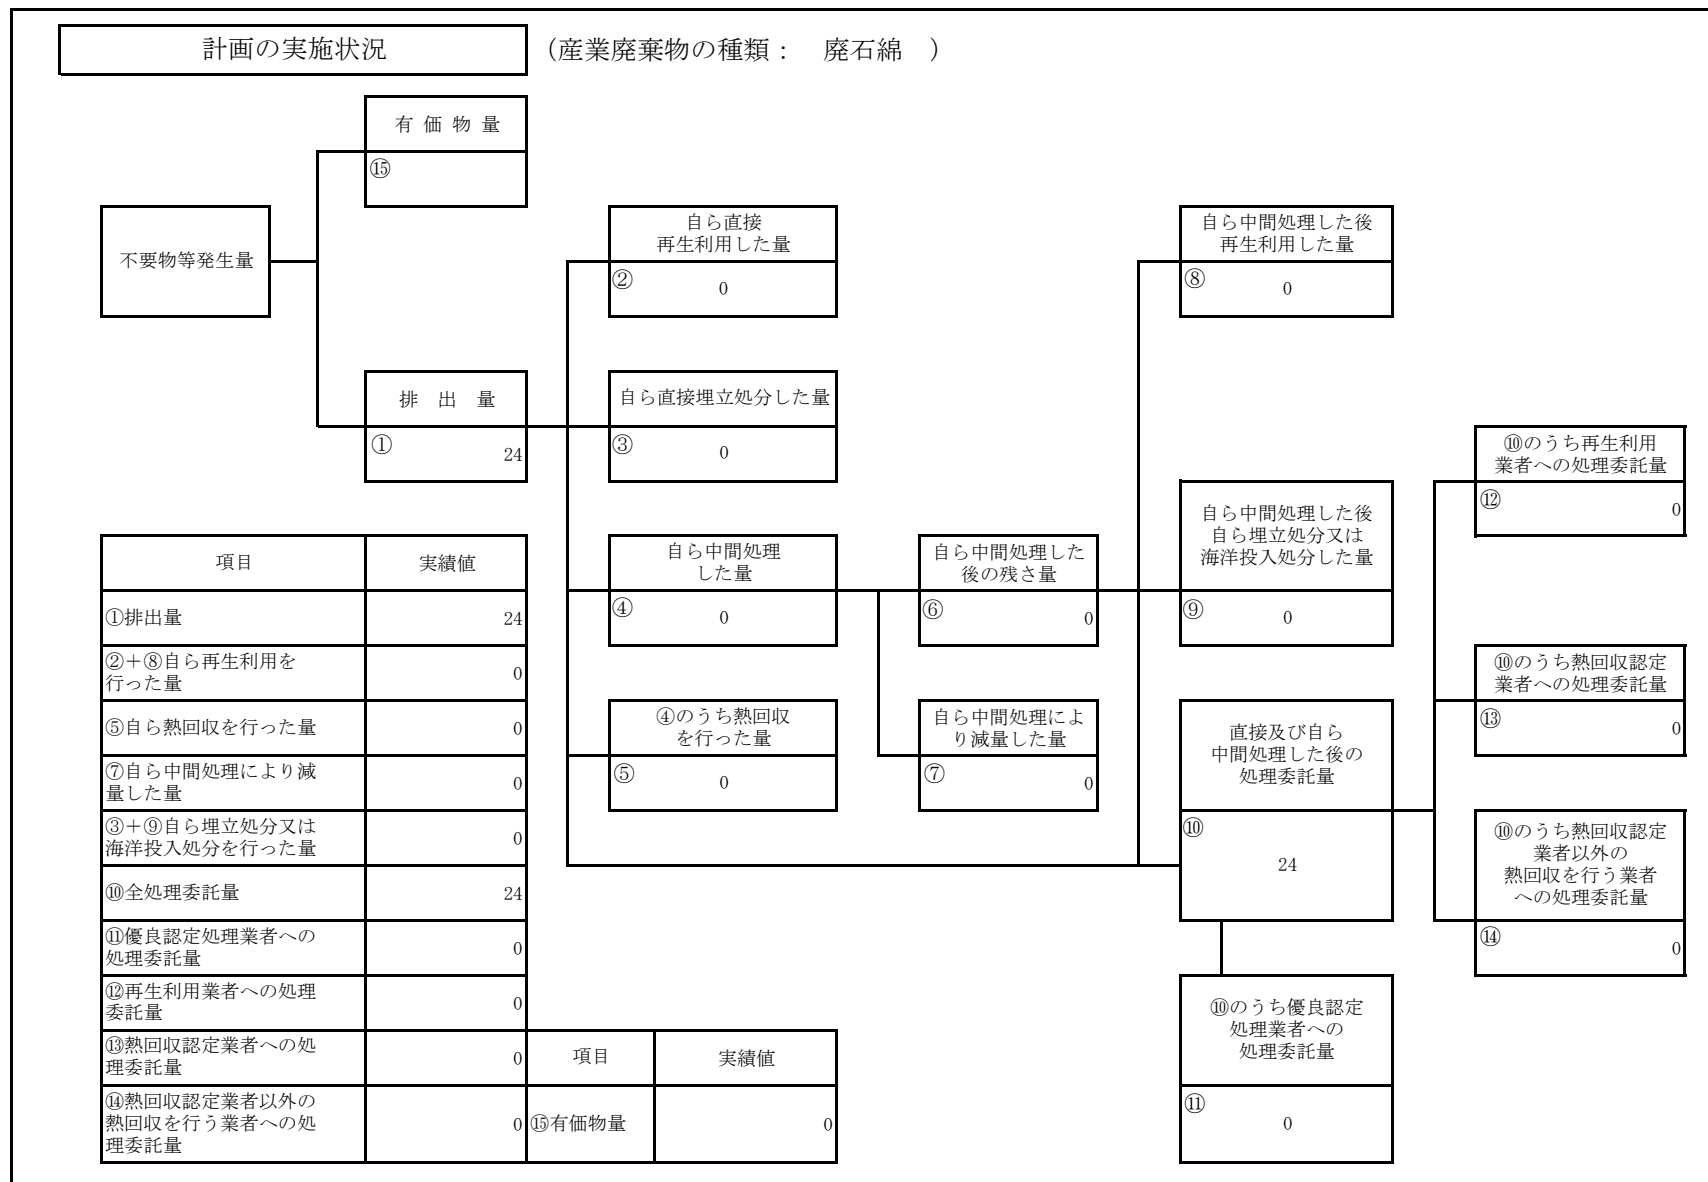 計画の実施状況
（産業廃棄物の種類： 廃石綿 ）
有価物量
⑮
不要物等発生量
排出量
① 24
自ら直接
再生利用した量
② 0
自ら直接埋立処分した量
③ 0
自ら中間処理
した量
④ 0
④のうち熱回収
を行った量
⑤ 0
自ら中間処理した
後の残さ量
⑥ 0
自ら中間処理によ
り減量した量
⑦ 0
自ら中間処理した後
再生利用した量
⑧ 0
自ら中間処理した後
自ら埋立処分又は
海洋投入処分した量
⑨ 0
直接及び自ら
中間処理した後の
処理委託量
⑩
24
⑩のうち優良認定
処理業者への
処理委託量
⑪
0
⑩のうち再生利用
業者への処理委託量
⑫ 0
⑩のうち熱回収認定
業者への処理委託量
⑬ 0
⑩のうち熱回収認定
業者以外の
熱回収を行う業者
への処理委託量
⑭ 0
項目 実績値
①排出量 24
②＋⑧自ら再生利用を
行った量 0
⑤自ら熱回収を行った量 0
⑦自ら中間処理により減
量した量 0
③＋⑨自ら埋立処分又は
海洋投入処分を行った量 0
⑩全処理委託量 24
⑪優良認定処理業者への
処理委託量 0
⑫再生利用業者への処理
委託量 0
⑬熱回収認定業者への処
理委託量 0
⑭熱回収認定業者以外の
熱回収を行う業者への処
理委託量 0
項目 実績値
⑮有価物量 0